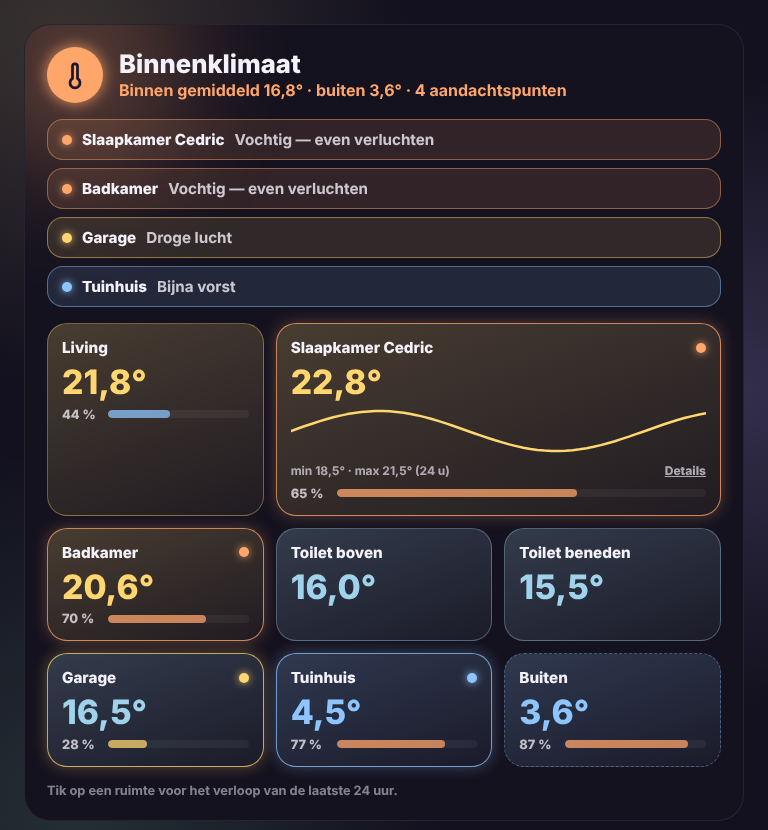 Binnenklimaat
Binnen gemiddeld 16,8° · buiten 3,6° · 4 aandachtspunten
Slaapkamer Cedric Vochtig — even verluchten
Badkamer Vochtig — even verluchten
Garage Droge lucht
Tuinhuis Bijna vorst
Living
21,8°
44 %
Slaapkamer Cedric
22,8°
min 18,5° · max 21,5° (24 u) Details
65 %
Badkamer
20,6°
70 %
Toilet boven
16,0°
Toilet beneden
15,5°
Garage
16,5°
28 %
Tuinhuis
4,5°
77 %
Buiten
3,6°
87 %
Tik op een ruimte voor het verloop van de laatste 24 uur.